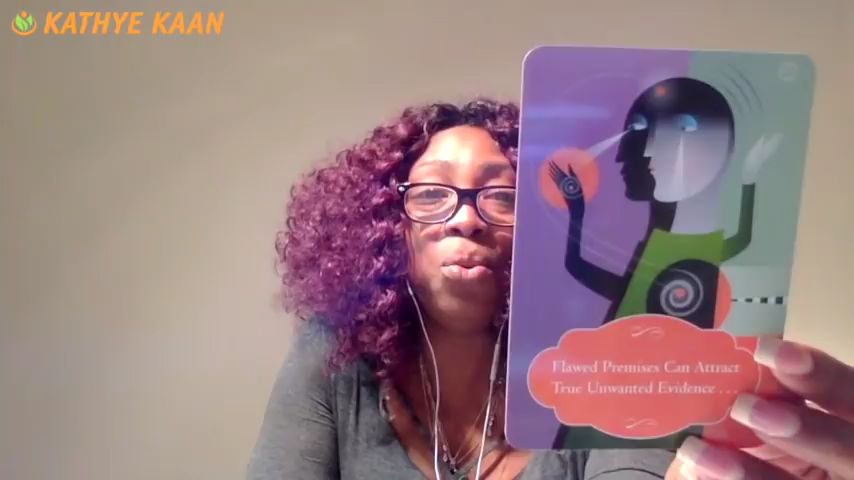 KATHYE KAAN
Flawed Premises Can Attract
True Unwanted Evidence . . .